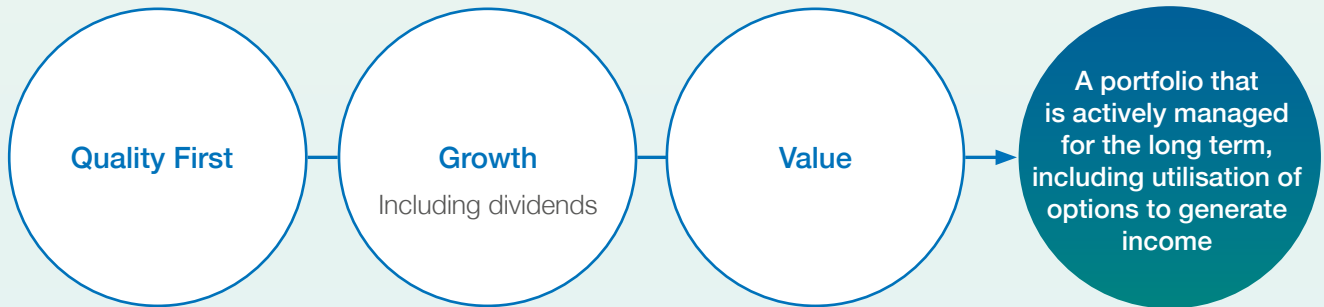 Quality First
Growth
Including dividends
Value
A portfolio that
is actively managed
for the long term,
including utilisation of
options to generate
income